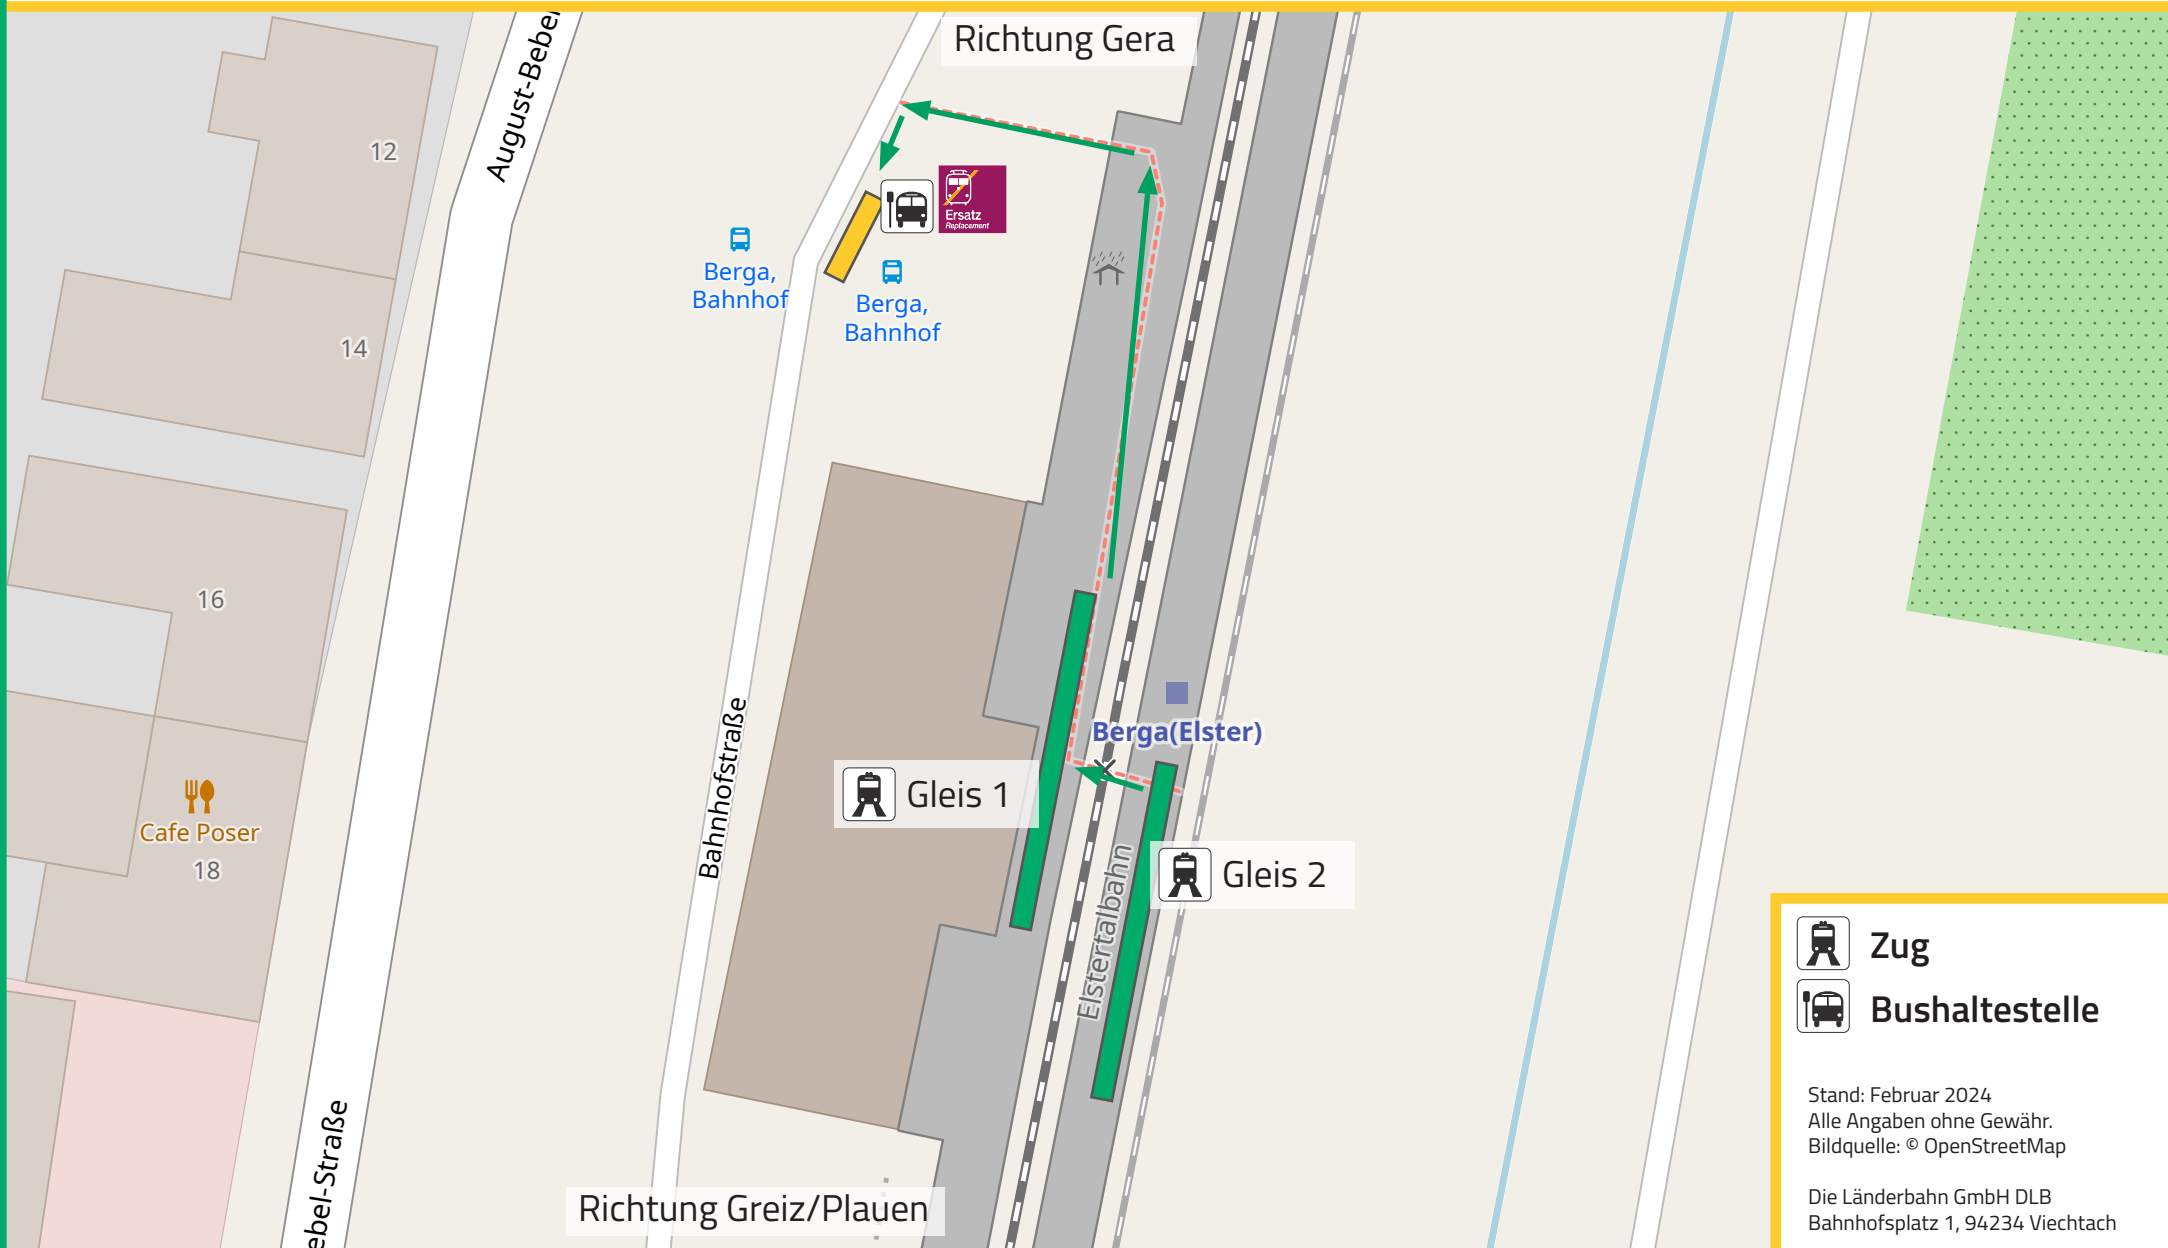 Richtung Gera
August-Bebel
12
Ersatz
Replacement
Berga,
Bahnhof
Berga,
Bahnhof
14
16
Bahnhofstraße
Berga(Elster)
Gleis 1
Cafe Poser
18
Gleis 2
Elstertalbahn
ebel-Straße
Richtung Greiz/Plauen
Zug
Bushaltestelle
Stand: Februar 2024
Alle Angaben ohne Gewähr.
Bildquelle: © OpenStreetMap
Die Länderbahn GmbH DLB
Bahnhofsplatz 1, 94234 Viechtach